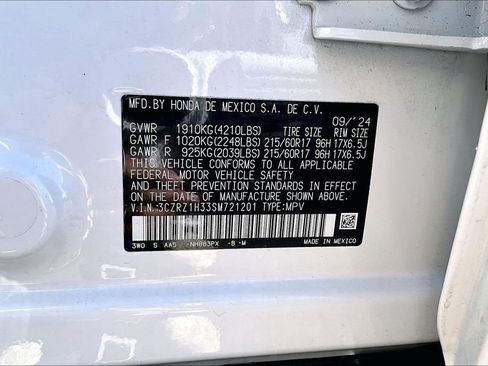 MFD.BY HONDA DE MEXICO S.A. DE C.V.
09/'24
GVWR 1910KG(4210LBS) TIRE SIZE RIM SIZE
GAWR F 1020KG(2248LBS) 215/60R17 96H 17X6.5J
GAWR R 925KG(2039LBS) 215/60R17 96H 17X6.5J
THIS VEHICLE CONFORMS TO ALL APPLICABLE
FEDERAL MOTOR VEHICLE SAFETY
AND THEFT PREVENTION STANDARDS IN EFFECT
ON THE DATE OF MANUFACTURE SHOWN ABOVE.
V.I.N.:3CZRZ1H33SM721201 TYPE:MPV
3W0 S AA5 -NH883PX -B -M MADE IN MEXICO